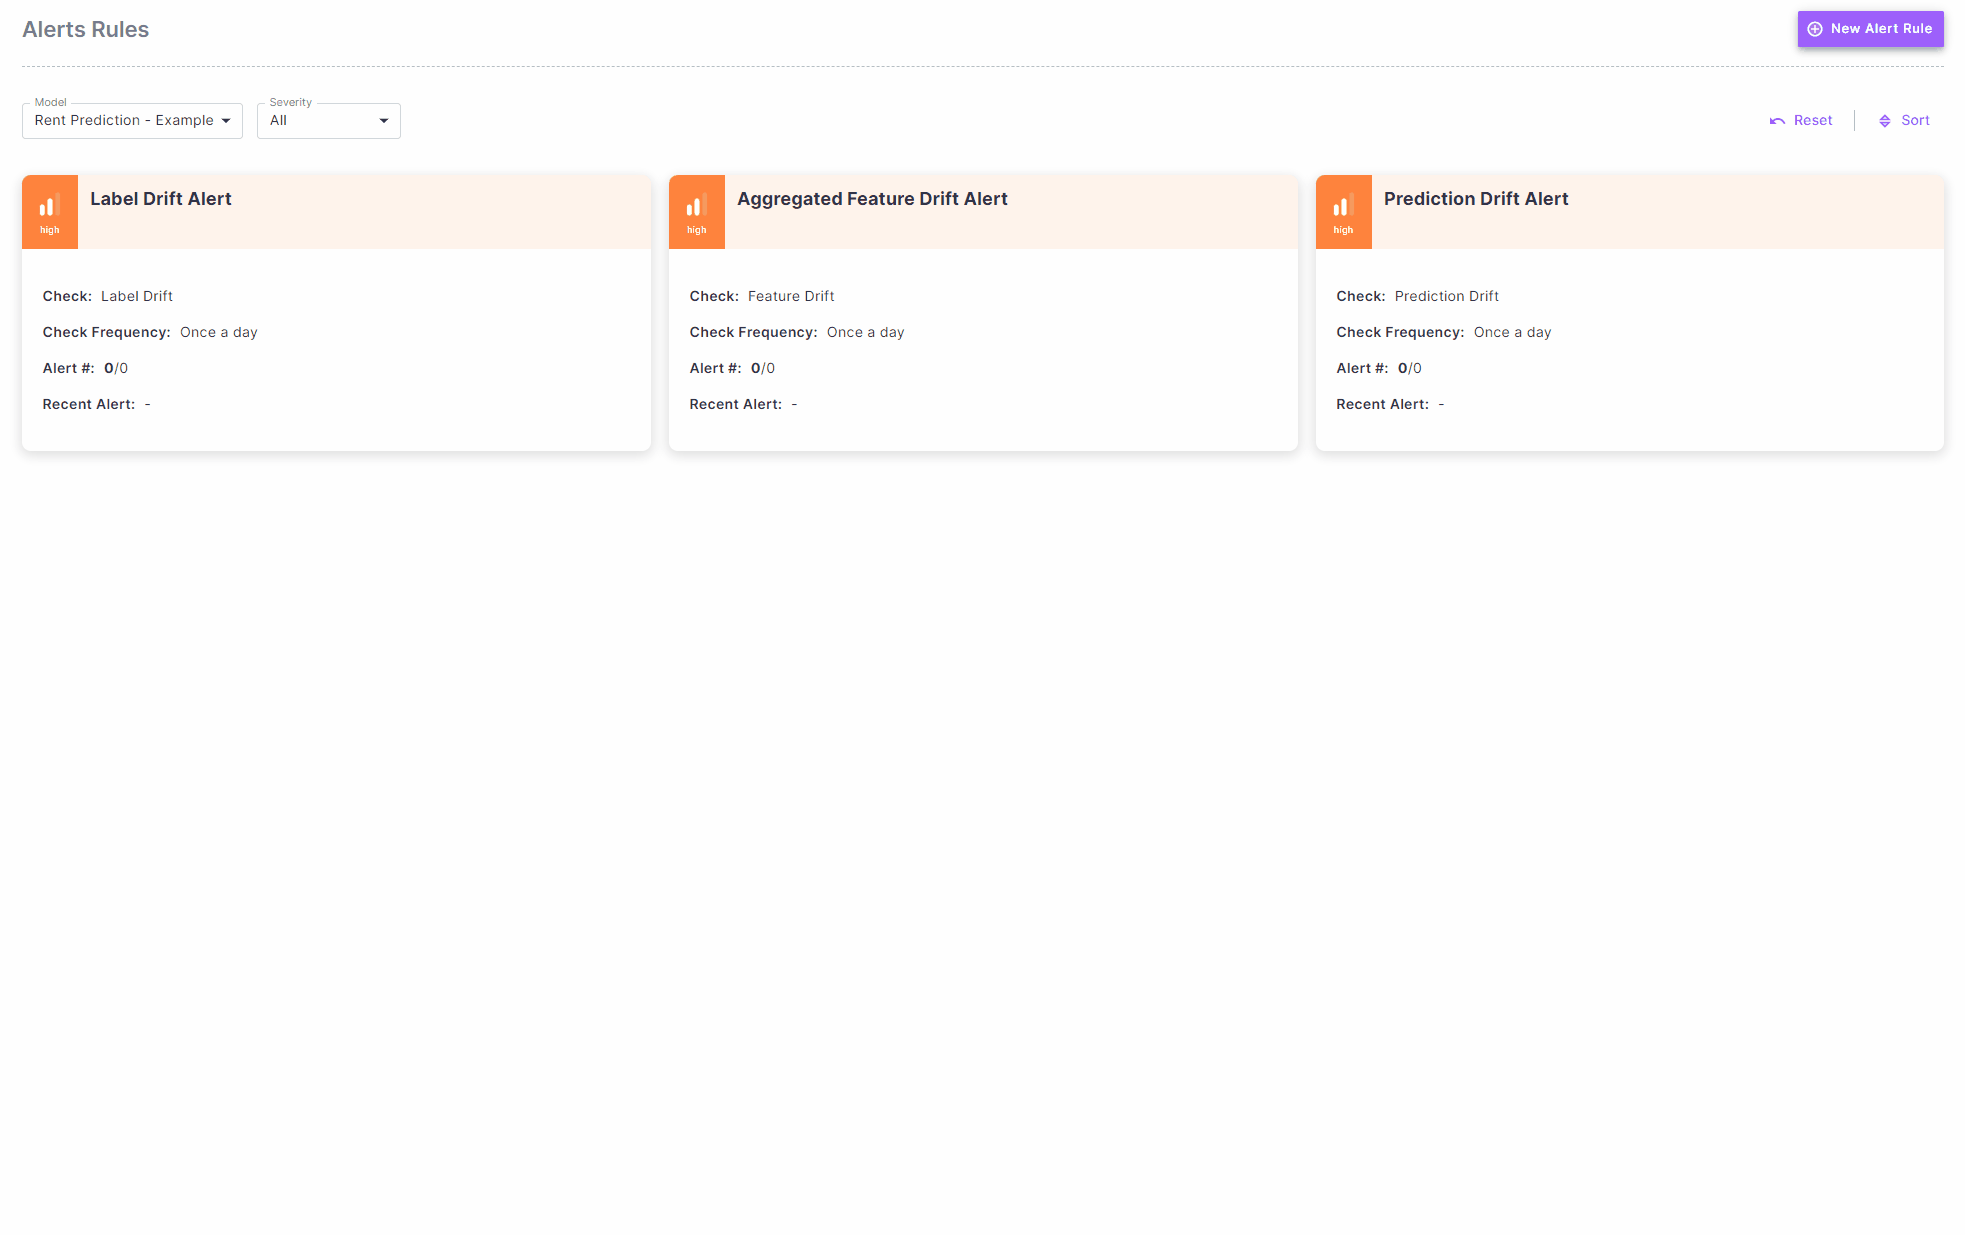 Alerts Rules
New Alert Rule
Model
Rent Prediction - Example
Severity
All
Reset
Sort
high
Label Drift Alert
Check: Label Drift
Check Frequency: Once a day
Alert #: 0/0
Recent Alert: -
high
Aggregated Feature Drift Alert
Check: Feature Drift
Check Frequency: Once a day
Alert #: 0/0
Recent Alert: -
high
Prediction Drift Alert
Check: Prediction Drift
Check Frequency: Once a day
Alert #: 0/0
Recent Alert: -